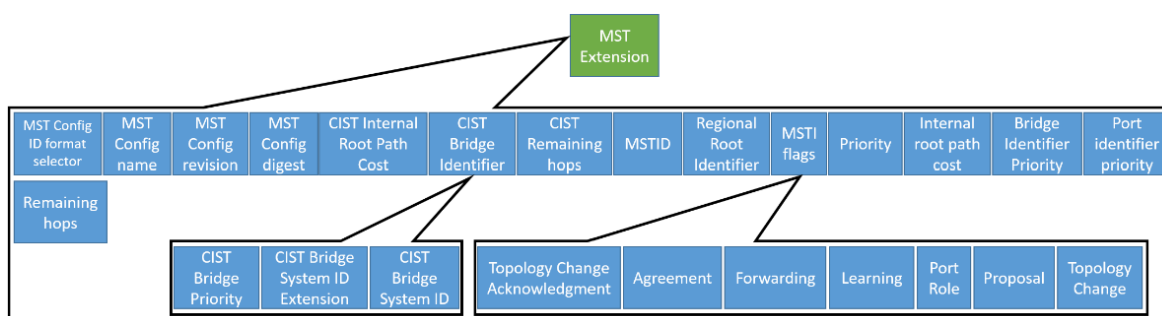 MST
Extension
MST Config
ID format
selector
MST
Config
name
MST
Config
revision
MST
Config
digest
CIST Internal
Root Path
Cost
CIST
Bridge
Identifier
CIST
Remaining
hops
MSTID
Regional
Root
Identifier
MSTI
flags
Priority
Internal
root path
cost
Bridge
Identifier
Priority
Port
identifier
priority
Remaining
hops
CIST
Bridge
Priority
CIST Bridge
System ID
Extension
CIST
Bridge
System ID
Topology Change
Acknowledgment
Agreement
Forwarding
Learning
Port
Role
Proposal
Topology
Change